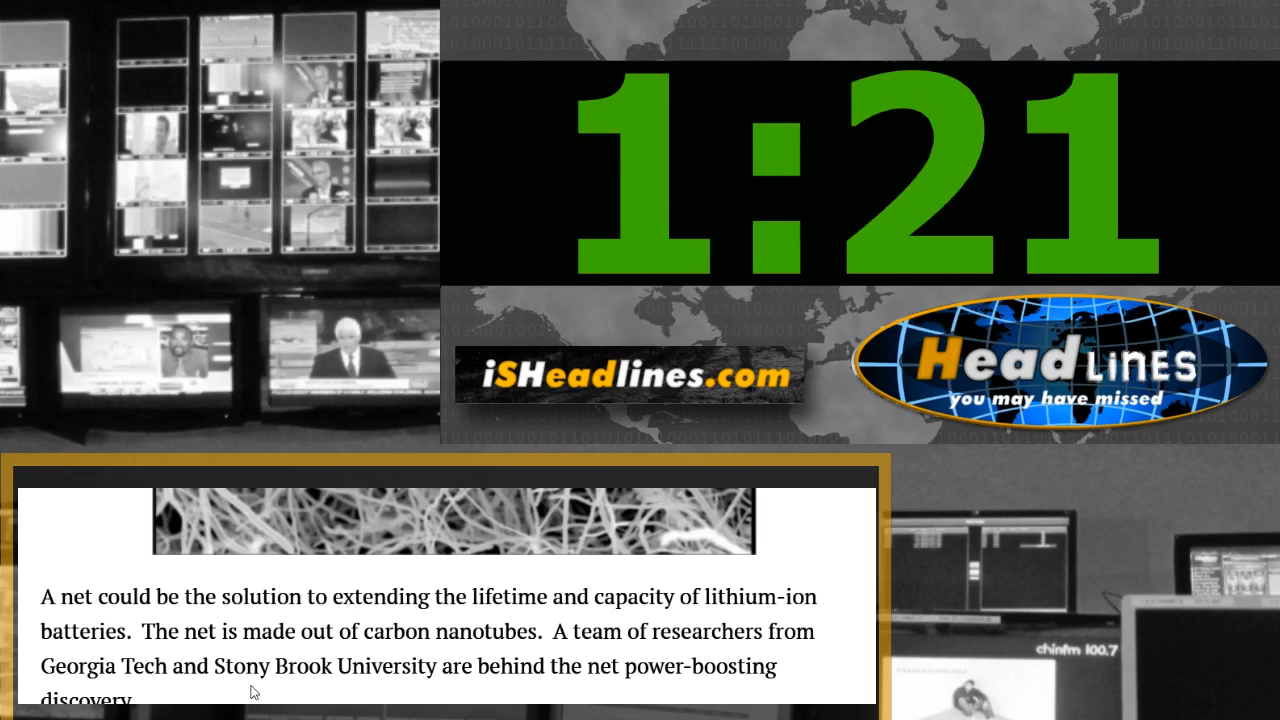 1:21
iSHeadlines.com
HeadLINES
you may have missed
A net could be the solution to extending the lifetime and capacity of lithium-ion
batteries.  The net is made out of carbon nanotubes.  A team of researchers from
Georgia Tech and Stony Brook University are behind the net power-boosting
discovery
chinfm 100.7